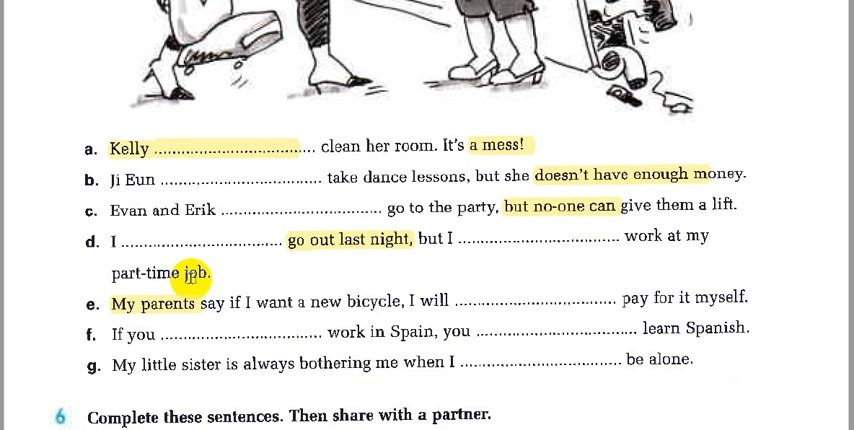 a. Kelly ................................... clean her room. It's a mess!
b. Ji Eun ................................... take dance lessons, but she doesn't have enough money.
c. Evan and Erik ................................... go to the party, but no-one can give them a lift.
d. I ................................... go out last night, but I ................................... work at my
part-time job.
e. My parents say if I want a new bicycle, I will ................................... pay for it myself.
f. If you ................................... work in Spain, you ................................... learn Spanish.
g. My little sister is always bothering me when I ................................... be alone.
6 Complete these sentences. Then share with a partner.